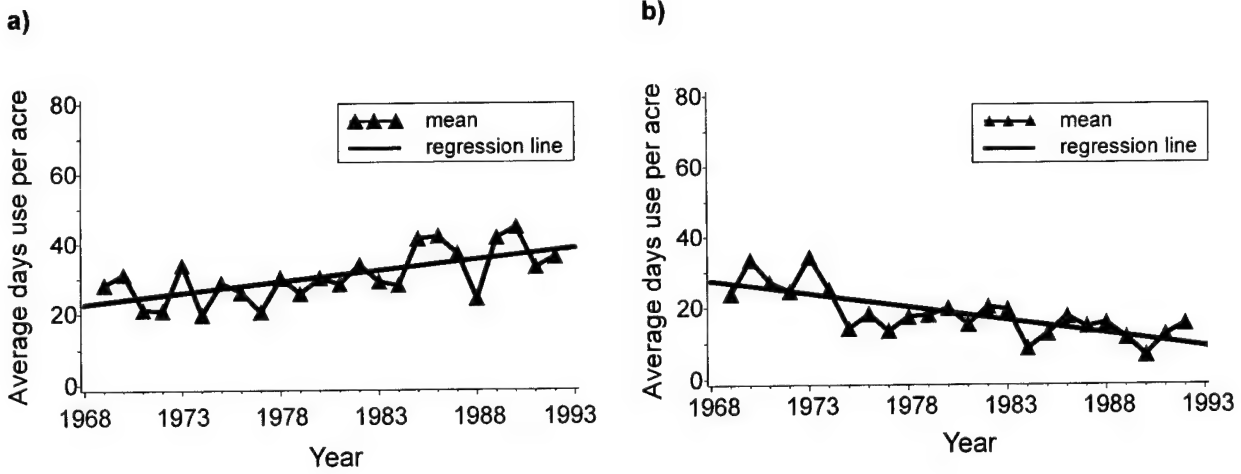 a)
Average days use per acre
80
60
40
20
0
mean
regression line
1968 1973 1978 1983 1988 1993
Year
b)
Average days use per acre
80
60
40
20
0
mean
regression line
1968 1973 1978 1983 1988 1993
Year